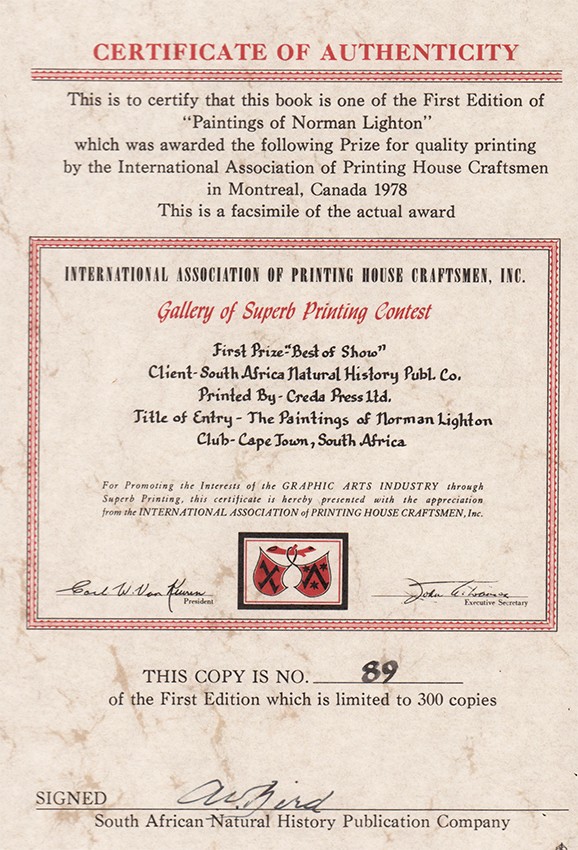 CERTIFICATE OF AUTHENTICITY
This is to certify that this book is one of the First Edition of
“Paintings of Norman Lighton”
which was awarded the following Prize for quality printing
by the International Association of Printing House Craftsmen
in Montreal, Canada 1978
This is a facsimile of the actual award
INTERNATIONAL ASSOCIATION OF PRINTING HOUSE CRAFTSMEN, INC.
Gallery of Superb Printing Contest
First Prize-"Best of Show"
Client-South Africa Natural History Publ. Co.
Printed By- Creda Press Ltd.
Title of Entry - The Paintings of Norman Lighton
Club- Cape Town, South Africa
For Promoting the Interests of the GRAPHIC ARTS INDUSTRY through
Superb Printing, this certificate is hereby presented with the appreciation
from the INTERNATIONAL ASSOCIATION of PRINTING HOUSE CRAFTSMEN, Inc.
Carl W. Van Keuren
President
John
Executive Secretary
THIS COPY IS NO. 89
of the First Edition which is limited to 300 copies
SIGNED Bird
South African Natural History Publication Company